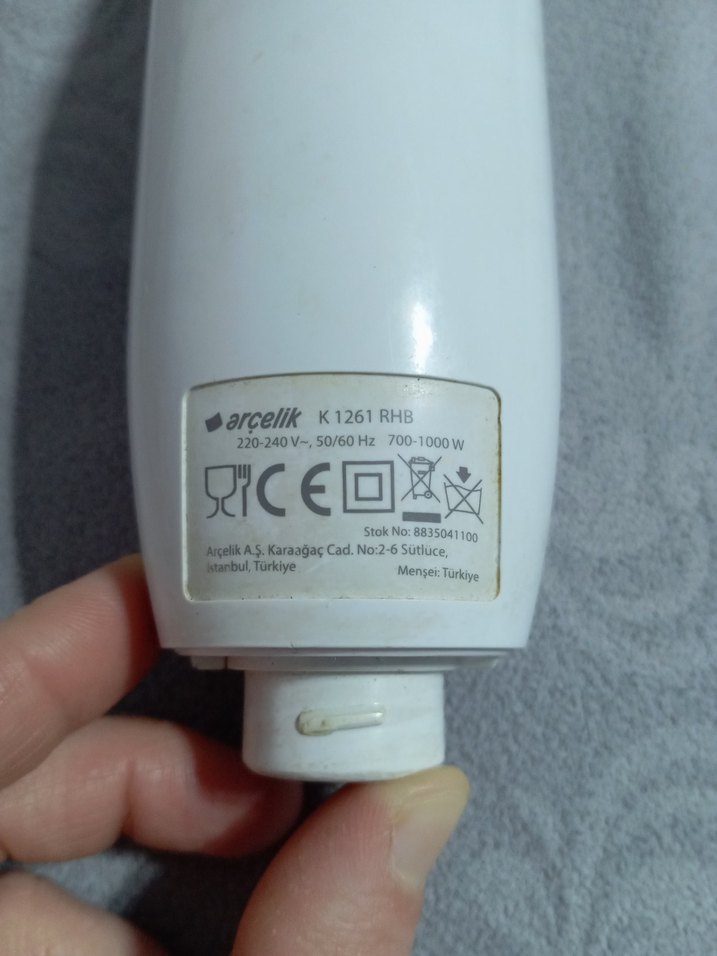 arçelik K 1261 RHB
220-240 V~, 50/60 Hz 700-1000 W
CE
Stok No: 8835041100
Arçelik A.Ş. Karaağaç Cad. No:2-6 Sütlüce,
İstanbul, Türkiye Menşei: Türkiye